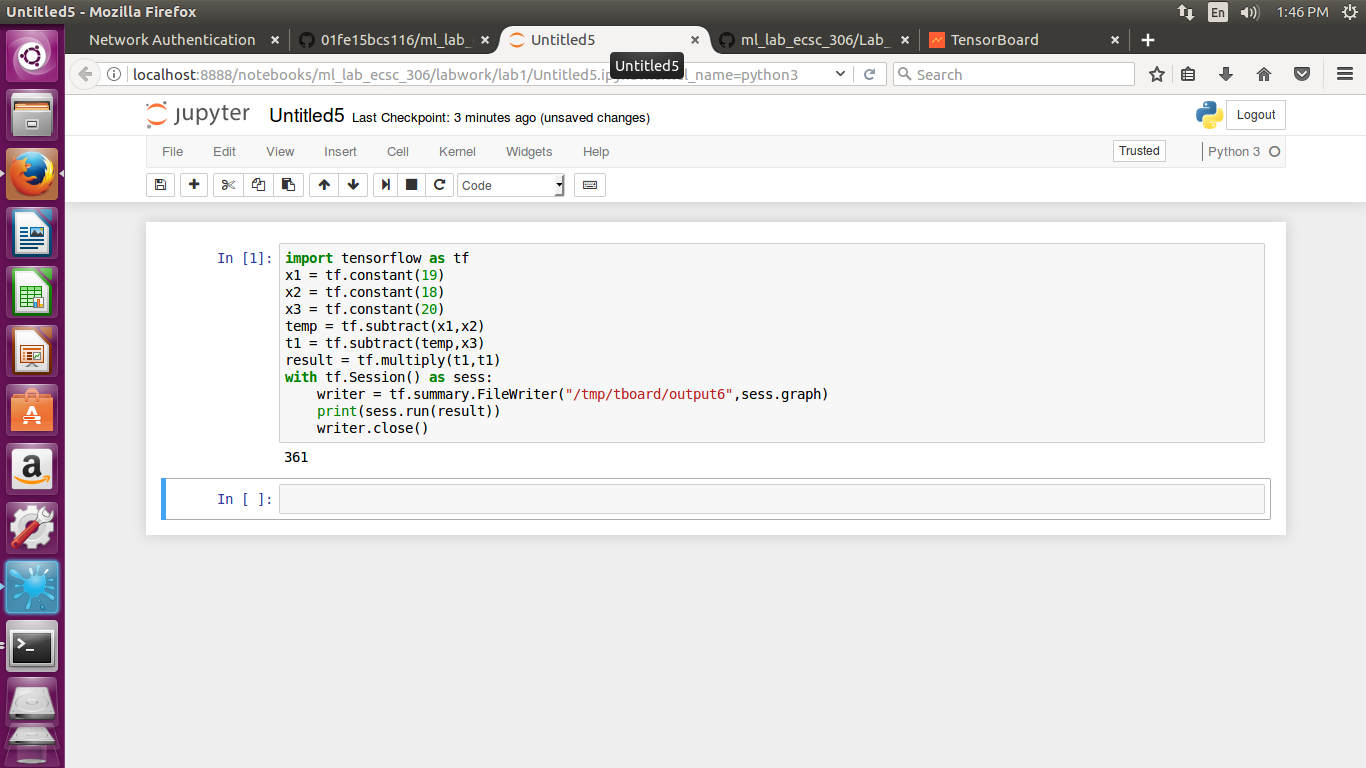 Untitled5 - Mozilla Firefox
En
1:46 PM
Network Authentication
01fe15bcs116/ml_lab_
Untitled5
ml_lab_ecsc_306/Lab_
TensorBoard
localhost:8888/notebooks/ml_lab_ecsc_306/labwork/lab1/Untitled5.ipyn
_name=python3
Search
Untitled5
jupyter
Untitled5
Last Checkpoint: 3 minutes ago (unsaved changes)
Logout
File Edit View Insert Cell Kernel Widgets Help
Trusted
Python 3
Code
In [1]:
import tensorflow as tf
x1 = tf.constant(19)
x2 = tf.constant(18)
x3 = tf.constant(20)
temp = tf.subtract(x1,x2)
t1 = tf.subtract(temp,x3)
result = tf.multiply(t1,t1)
with tf.Session() as sess:
    writer = tf.summary.FileWriter("/tmp/tboard/output6",sess.graph)
    print(sess.run(result))
    writer.close()
361
In [ ]: